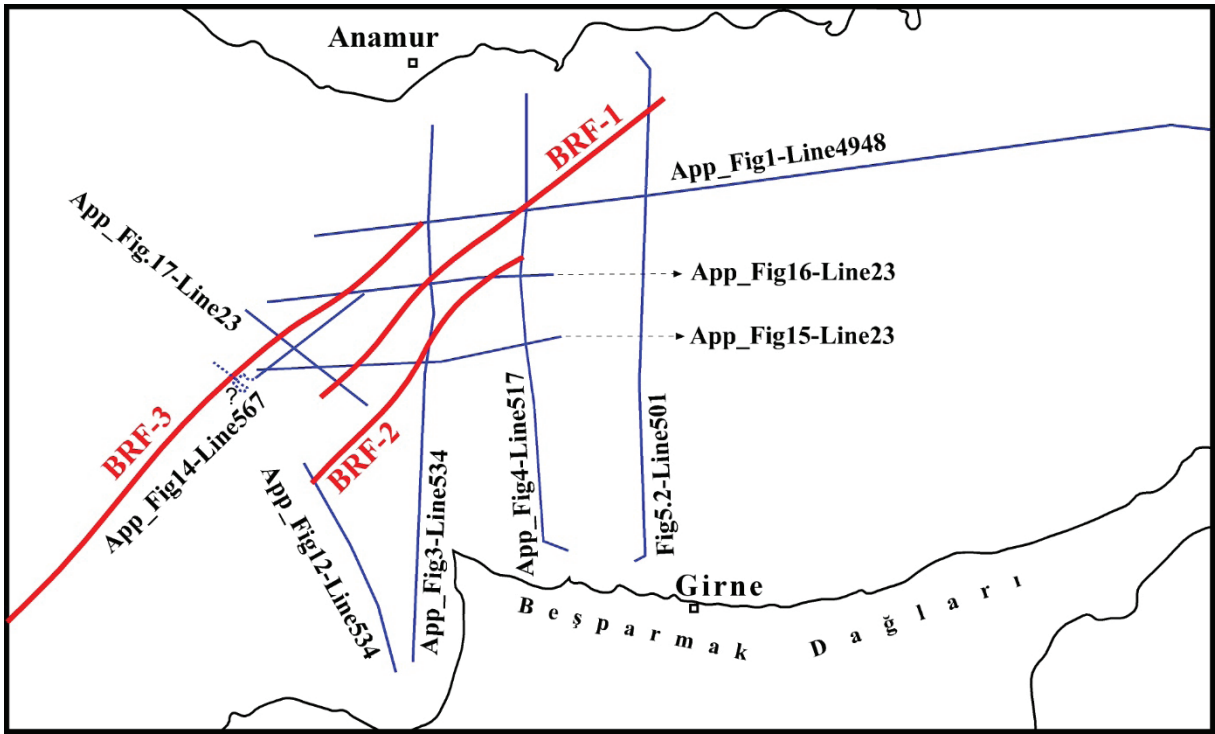 Anamur
BRF-1
App_Fig1-Line4948
App_Fig.17-Line23
App_Fig16-Line23
App_Fig15-Line23
?
BRF-3
App_Fig14-Line567
BRF-2
App_Fig12-Line534
App_Fig3-Line534
App_Fig4-Line517
Fig5.2-Line501
Girne
Beşparmak Dağları